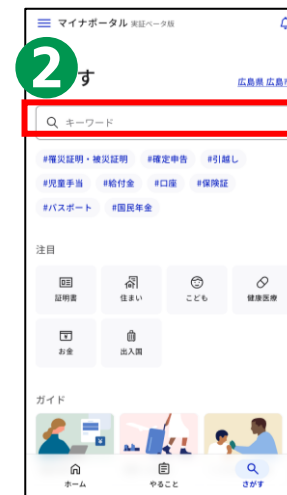 マイナポータル 実証ベータ版
2
す
広島県 広島
キーワード
#罹災証明・被災証明 #確定申告 #引越し
#児童手当 #給付金 #口座 #保険証
#パスポート #国民年金
注目
証明書 住まい こども 健康医療
お金 出入国
ガイド
ホーム やること さがす